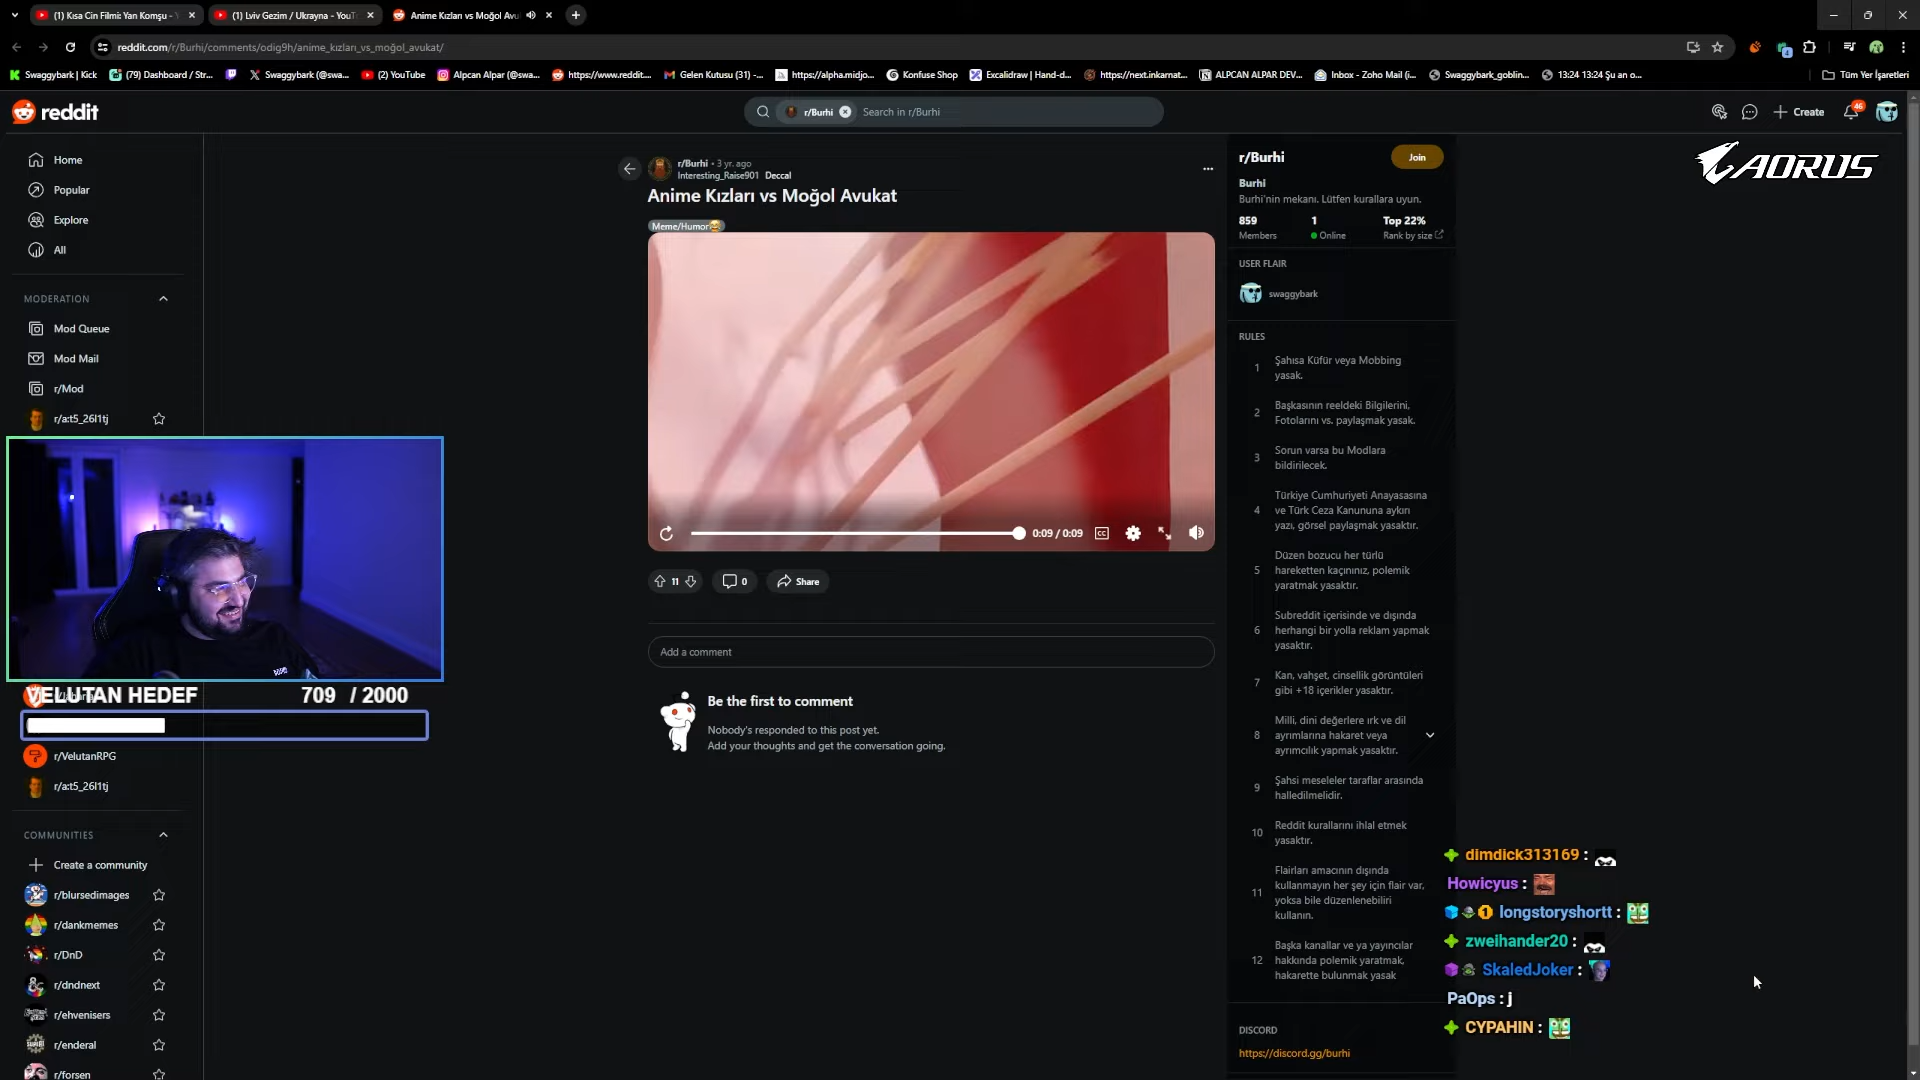 (1) Kısa Cin Filmi: Yan Komşu -
(1) Lviv Gezim / Ukrayna - YouT
Anime Kızları vs Moğol Avu
reddit.com/r/Burhi/comments/odig9h/anime_kızları_vs_moğol_avukat/
Swaggybark | Kick
(79) Dashboard / Str...
Swaggybark (@swa...
(2) YouTube
Alpcan Alpar (@swa...
https://www.reddit....
Gelen Kutusu (31) -...
https://alpha.midjo...
Konfuse Shop
Excalidraw | Hand-d...
https://next.inkarnat...
ALPCAN ALPAR DEV...
Inbox - Zoho Mail (i...
Swaggybark_goblin...
13:24 13:24 Şu an o...
Tüm Yer İşaretleri
reddit
r/Burhi
Search in r/Burhi
Create
46
AORUS
Home
Popular
Explore
All
MODERATION
Mod Queue
Mod Mail
r/Mod
r/a:t5_26l1tj
VELUTAN HEDEF 709 / 2000
r/VelutanRPG
r/a:t5_26l1tj
COMMUNITIES
Create a community
r/blursedimages
r/dankmemes
r/DnD
r/dndnext
r/ehvenisers
r/enderal
r/forsen
r/Burhi • 3 yr. ago
Interesting_Raise901 Deccal
Anime Kızları vs Moğol Avukat
Meme/Humor
0:09 / 0:09
CC
11
0
Share
Add a comment
Be the first to comment
Nobody's responded to this post yet.
Add your thoughts and get the conversation going.
r/Burhi
Join
Burhi
Burhi'nin mekanı. Lütfen kurallara uyun.
859 1 Top 22%
Members Online Rank by size
USER FLAIR
swaggybark
RULES
1 Şahısa Küfür veya Mobbing
yasak.
2 Başkasının reeldeki Bilgilerini,
Fotolarını vs. paylaşmak yasak.
3 Sorun varsa bu Modlara
bildirilecek.
4 Türkiye Cumhuriyeti Anayasasına
ve Türk Ceza Kanununa aykırı
yazı, görsel paylaşmak yasaktır.
5 Düzen bozucu her türlü
hareketten kaçınınız, polemik
yaratmak yasaktır.
6 Subreddit içerisinde ve dışında
herhangi bir yolla reklam yapmak
yasaktır.
7 Kan, vahşet, cinsellik görüntüleri
gibi +18 içerikler yasaktır.
8 Milli, dini değerlere ırk ve dil
ayrımlarına hakaret veya
ayrımcılık yapmak yasaktır.
9 Şahsi meseleler taraflar arasında
halledilmelidir.
10 Reddit kurallarını ihlal etmek
yasaktır.
11 Flairları amacının dışında
kullanmayın her şey için flair var,
yoksa bile düzenlenebiliri
kullanın.
12 Başka kanallar ve ya yayıncılar
hakkında polemik yaratmak,
hakarette bulunmak yasak
DISCORD
https://discord.gg/burhi
dimdick313169 :
Howicyus :
longstoryshortt :
zweihander20 :
SkaledJoker :
PaOps : j
CYPAHIN :